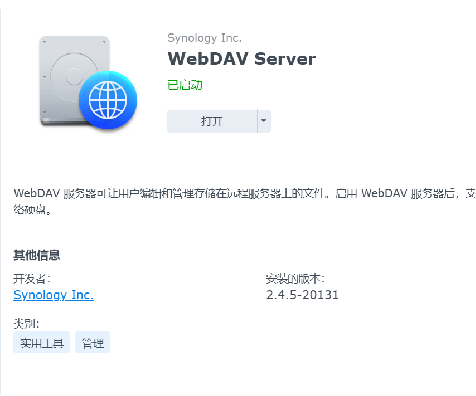 Synology Inc.
WebDAV Server
已启动
打开
WebDAV 服务器可让用户编辑和管理存储在远程服务器上的文件。启用 WebDAV 服务器后，支
络硬盘。
其他信息
开发者：
Synology Inc.
安装的版本：
2.4.5-20131
类别：
实用工具 管理